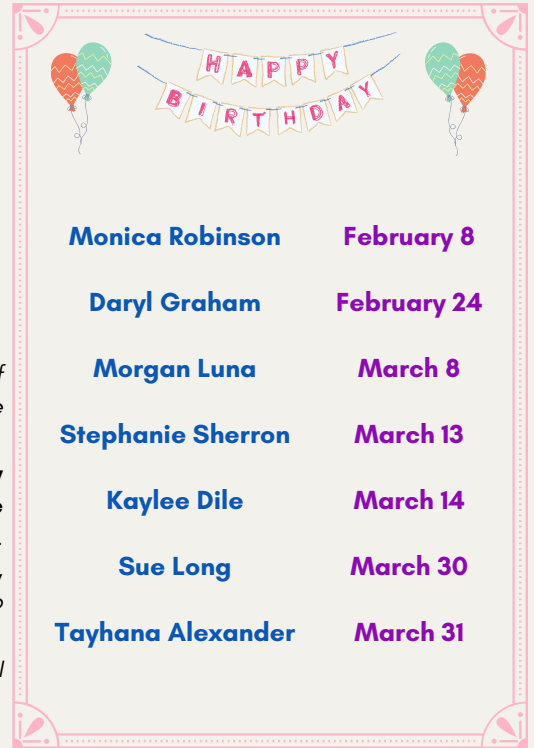 HAPPY
BIRTHDAY
Monica Robinson February 8
Daryl Graham February 24
Morgan Luna March 8
Stephanie Sherron March 13
Kaylee Dile March 14
Sue Long March 30
Tayhana Alexander March 31